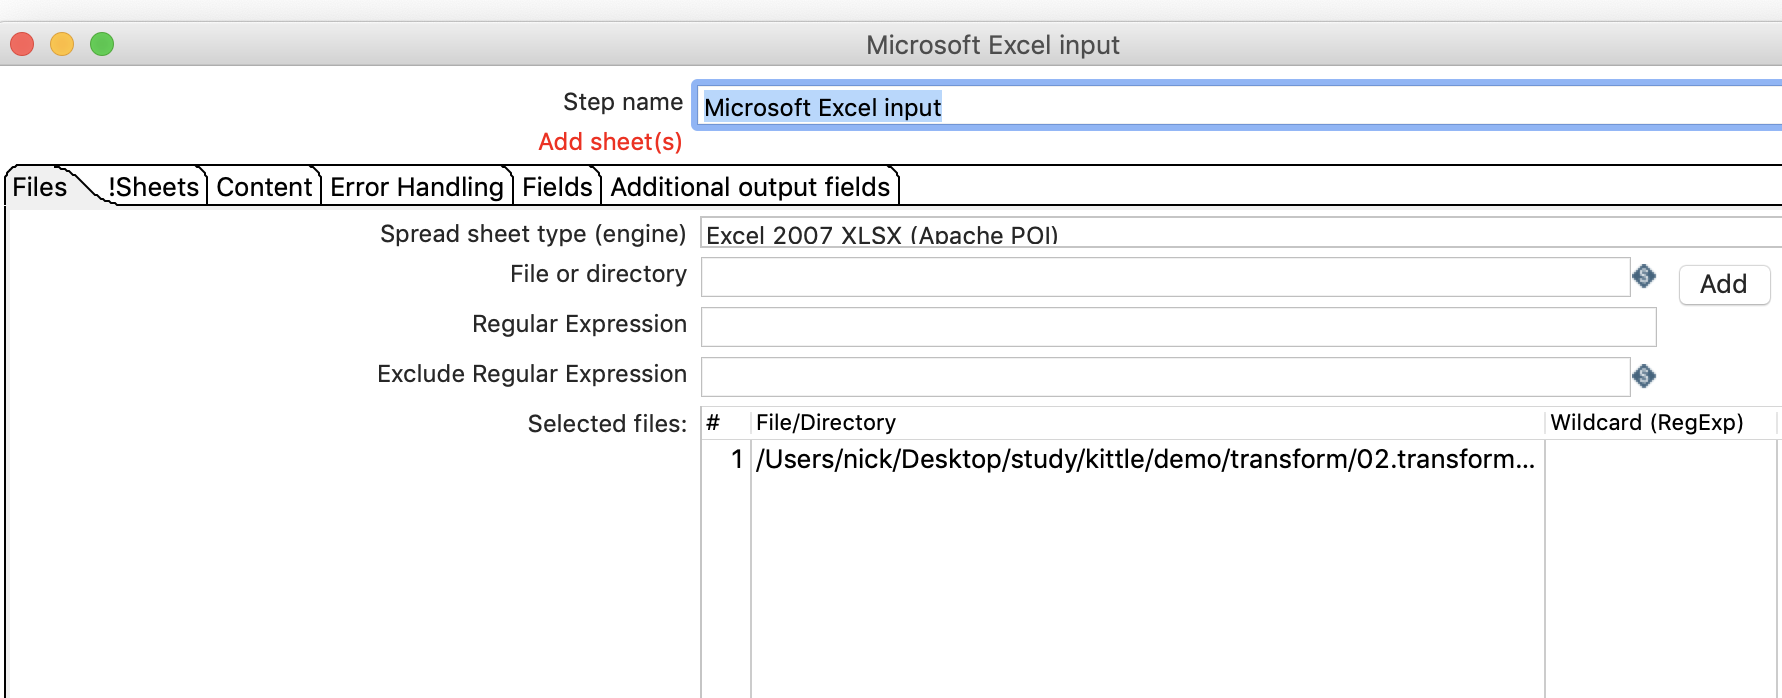 Microsoft Excel input
Step name Microsoft Excel input
Add sheet(s)
Files !Sheets Content Error Handling Fields Additional output fields
Spread sheet type (engine) Excel 2007 XLSX (Apache POI)
File or directory Add
Regular Expression
Exclude Regular Expression
Selected files: # File/Directory Wildcard (RegExp)
1 /Users/nick/Desktop/study/kittle/demo/transform/02.transform...